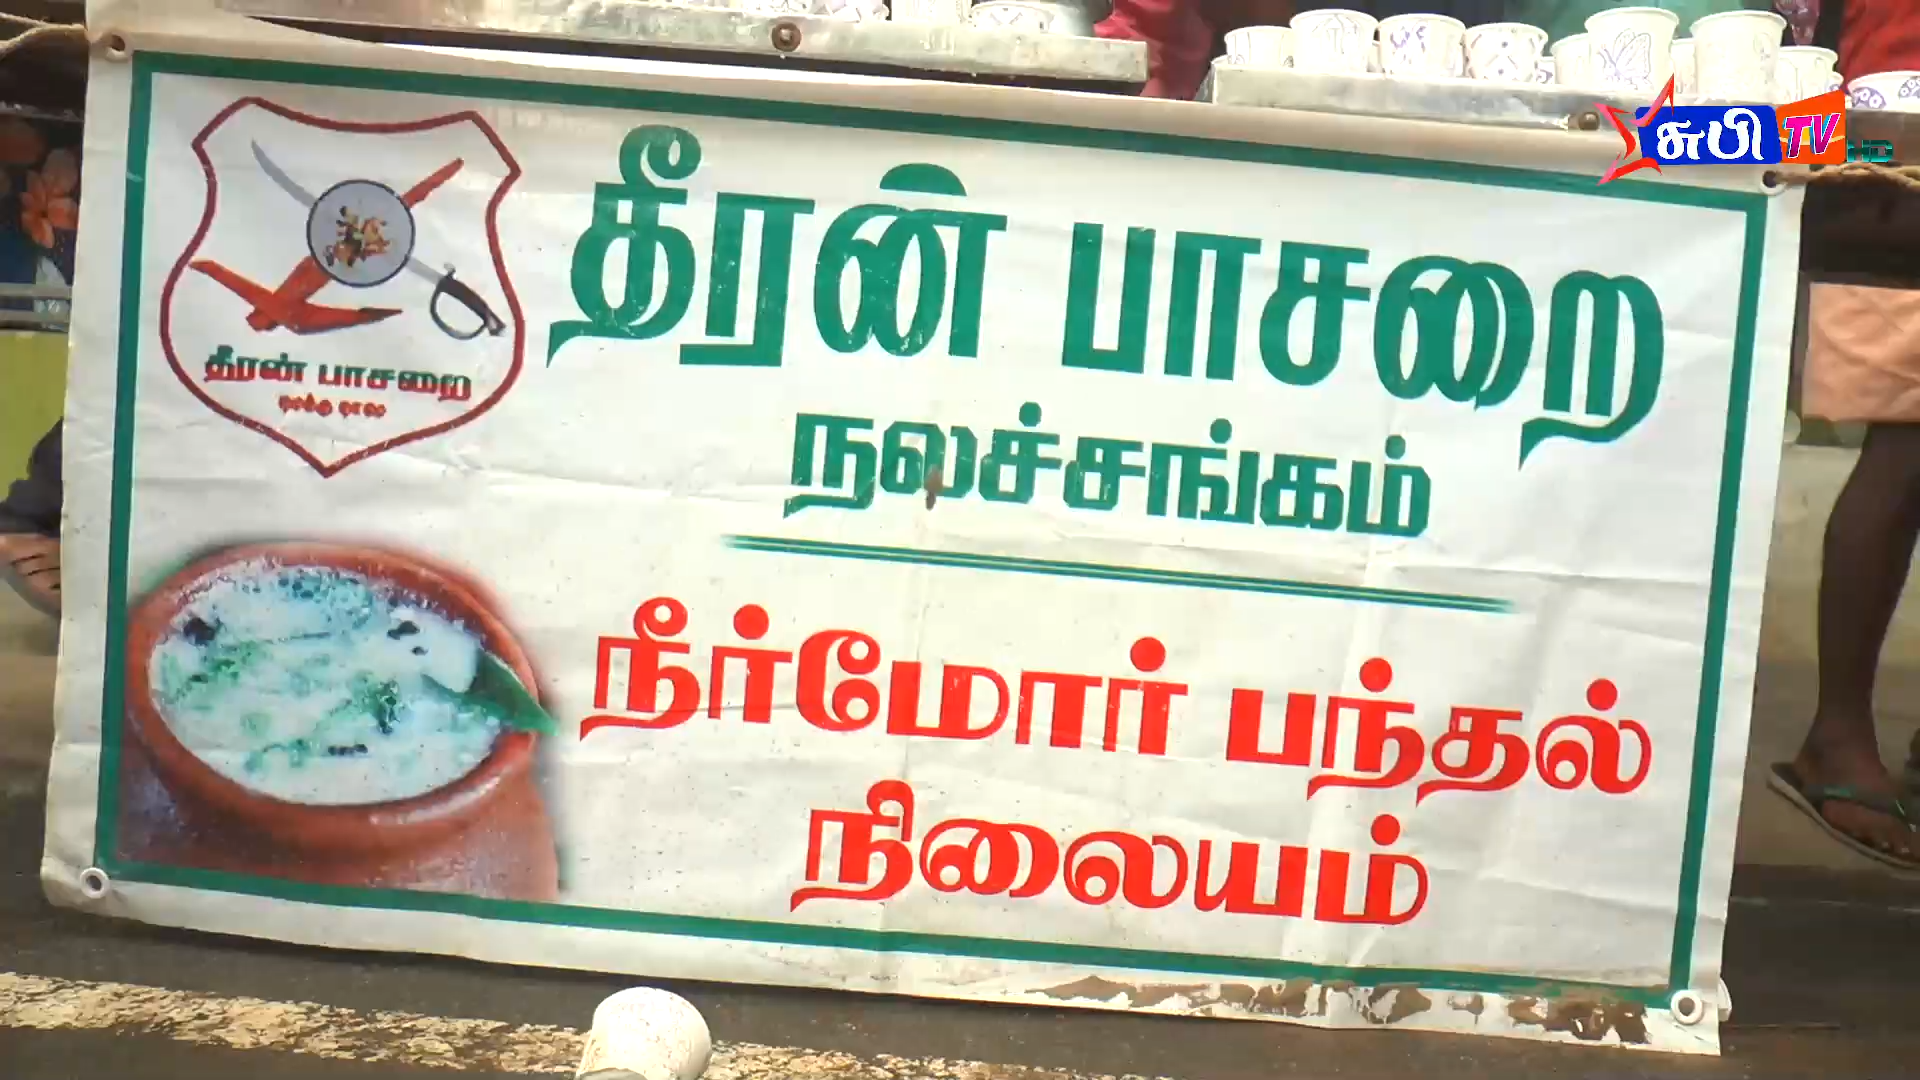 சுபி TV HD
தீரன் பாசறை
நலச்சங்கம்
தீரன் பாசறை
நீர்மோர் பந்தல்
நிலையம்